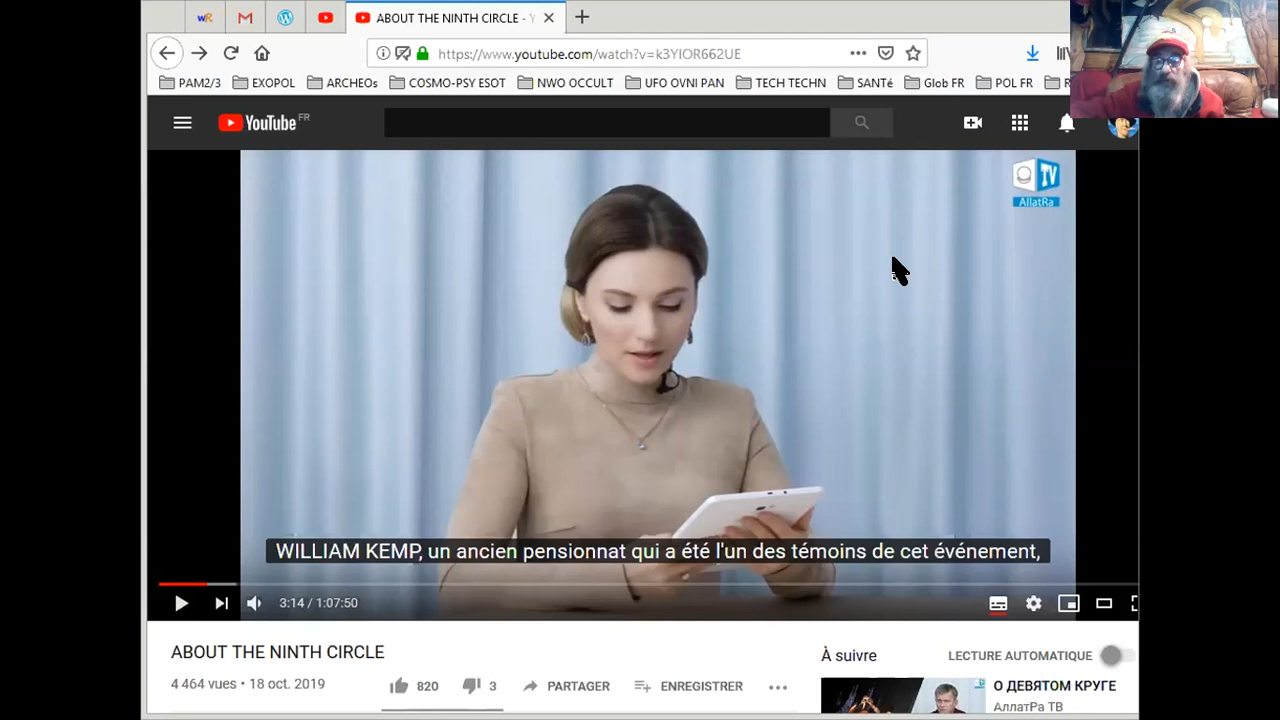 ABOUT THE NINTH CIRCLE - Y
https://www.youtube.com/watch?v=k3YIOR662UE
PAM2/3 EXOPOL ARCHEOs COSMO-PSY ESOT NWO OCCULT UFO OVNI PAN TECH TECHN SANTé Glob FR POL FR R
YouTube FR
TV
AllatRa
WILLIAM KEMP, un ancien pensionnat qui a été l'un des témoins de cet événement,
3:14 / 1:07:50
ABOUT THE NINTH CIRCLE
À suivre
LECTURE AUTOMATIQUE
4 464 vues • 18 oct. 2019
820
3
PARTAGER
ENREGISTRER
О ДЕВЯТОМ КРУГЕ
АллатРа ТВ